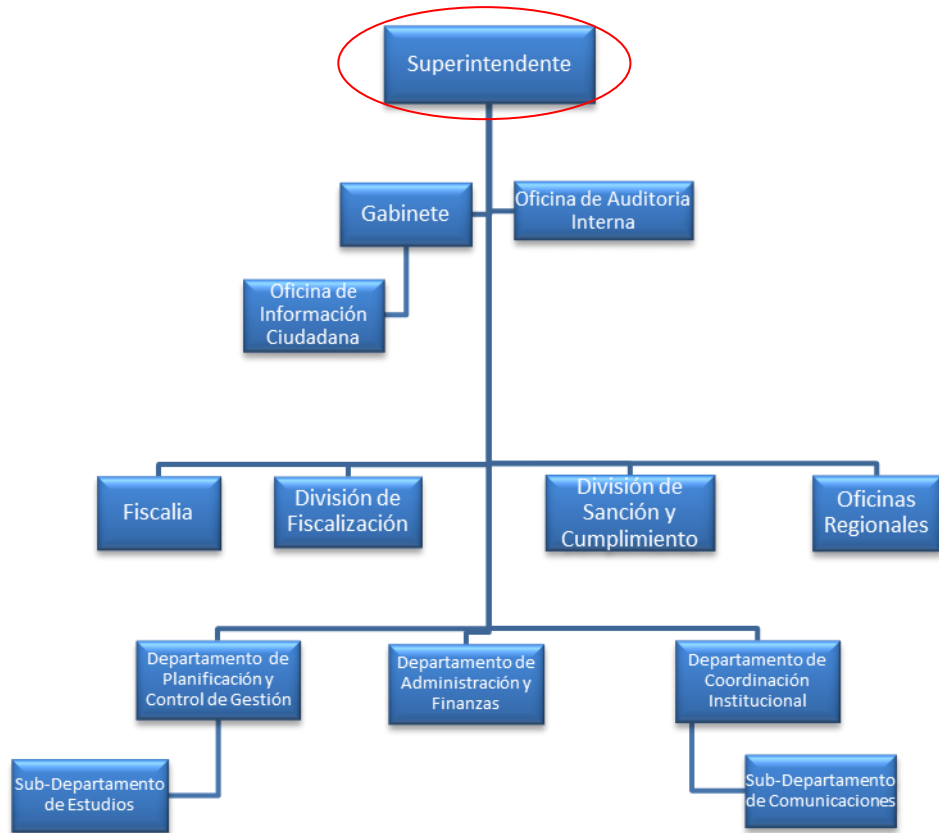 Superintendente
Gabinete
Oficina de Auditoria
Interna
Oficina de
Información
Ciudadana
Fiscalia
División de
Fiscalización
División de
Sanción y
Cumplimiento
Oficinas
Regionales
Departamento de
Planificación y
Control de Gestión
Departamento de
Administración y
Finanzas
Departamento de
Coordinación
Institucional
Sub-Departamento
de Estudios
Sub-Departamento
de Comunicaciones